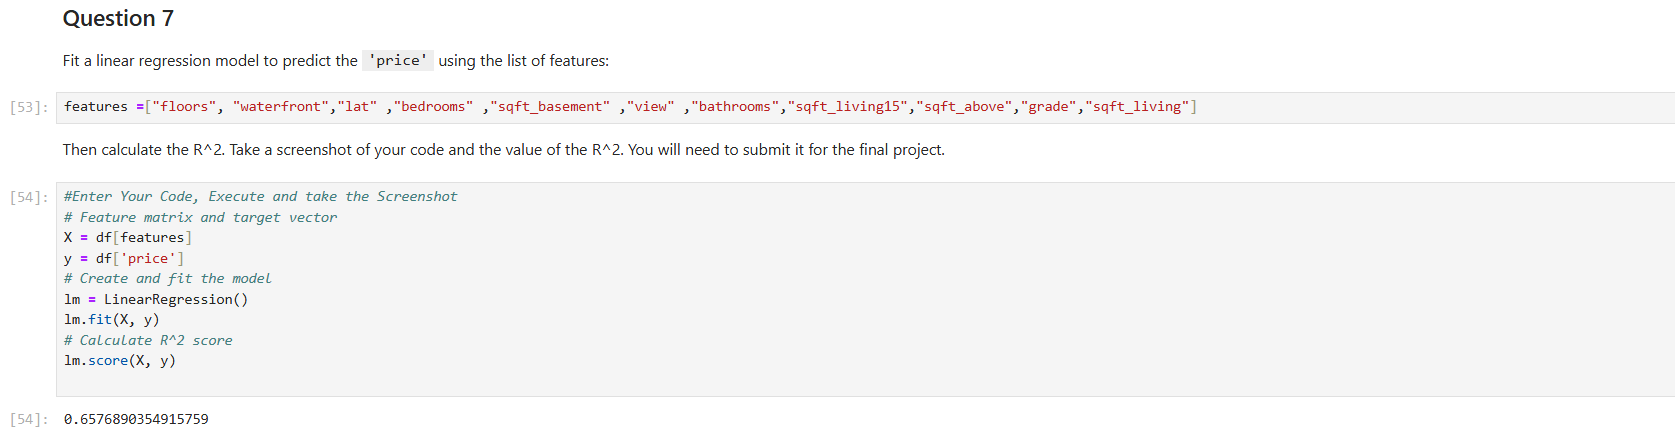 Question 7
Fit a linear regression model to predict the 'price' using the list of features:
[53]: features =["floors", "waterfront","lat" ,"bedrooms" ,"sqft_basement" ,"view" ,"bathrooms","sqft_living15","sqft_above","grade","sqft_living"]
Then calculate the R^2. Take a screenshot of your code and the value of the R^2. You will need to submit it for the final project.
[54]: #Enter Your Code, Execute and take the Screenshot
# Feature matrix and target vector
X = df[features]
y = df['price']
# Create and fit the model
lm = LinearRegression()
lm.fit(X, y)
# Calculate R^2 score
lm.score(X, y)
[54]: 0.6576890354915759